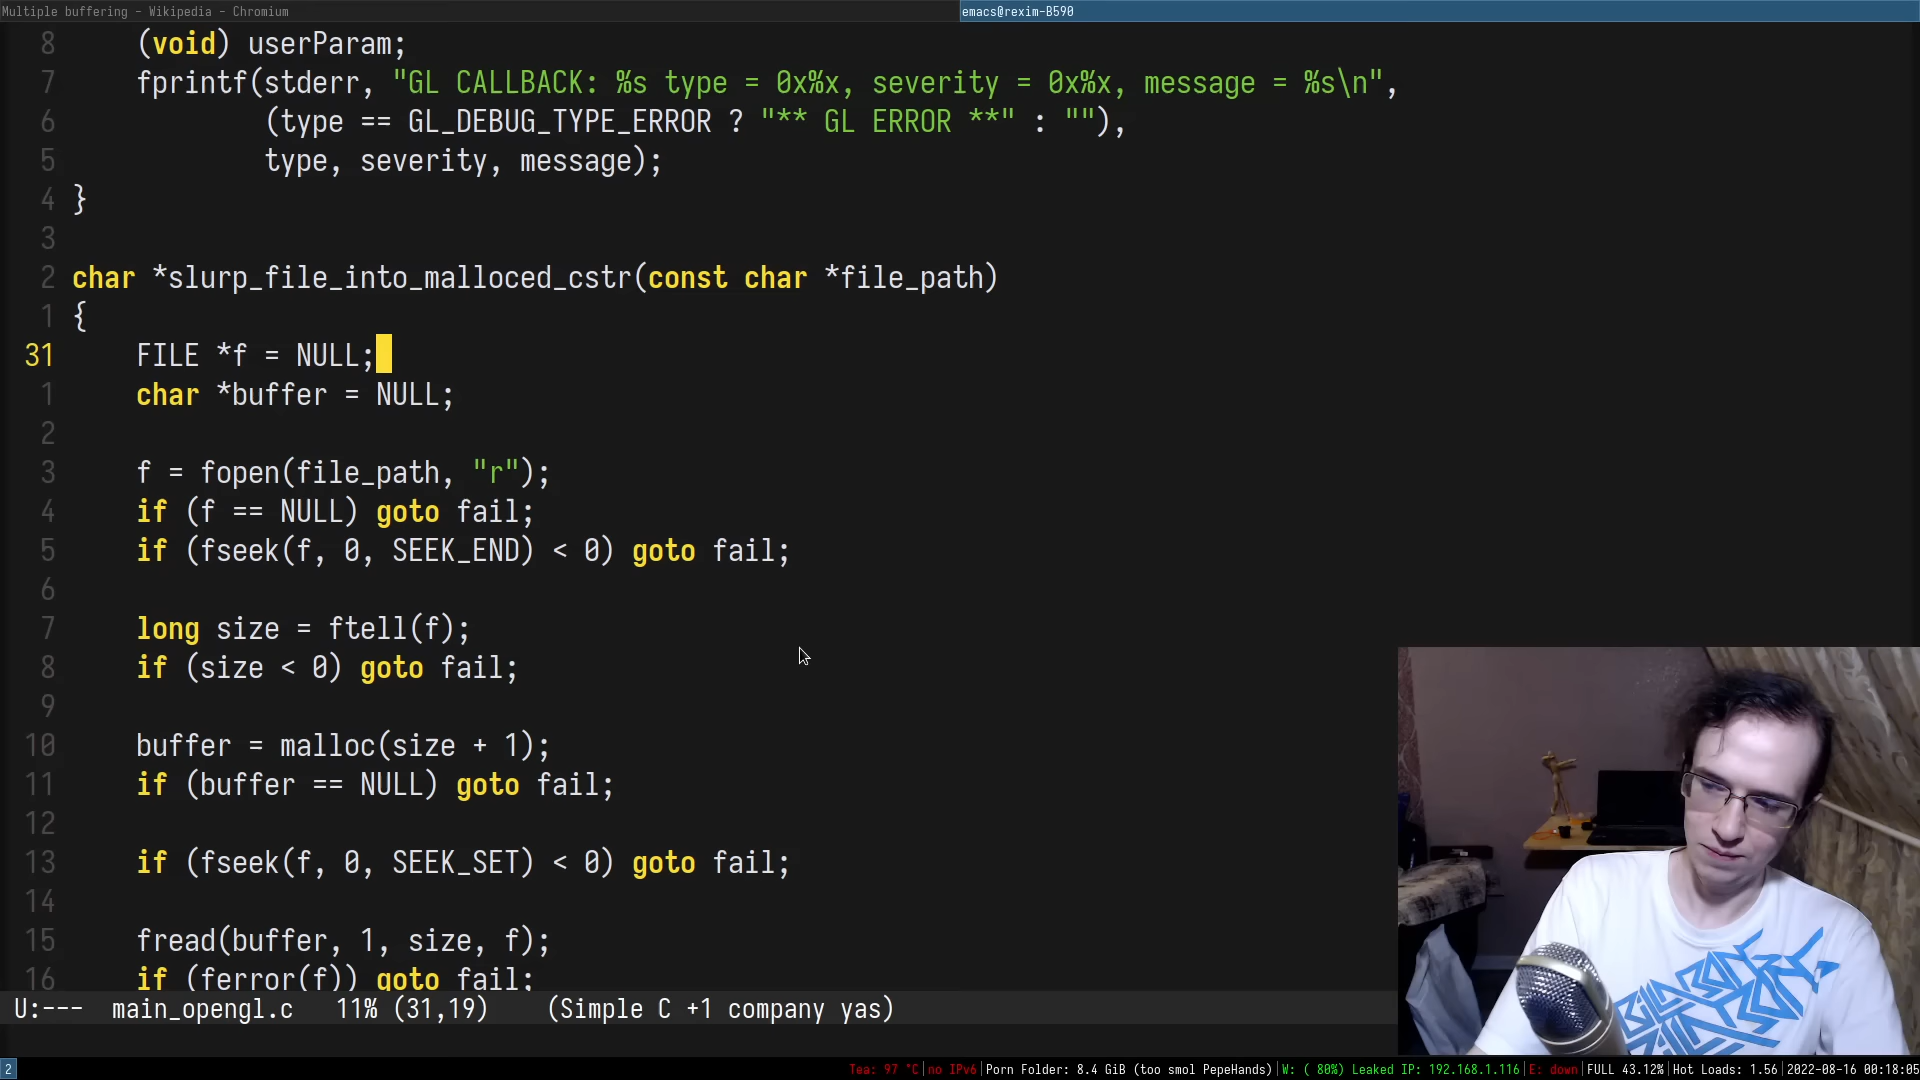 Multiple buffering - Wikipedia - Chromium
emacs@rexim-B590
8 (void) userParam;
7 fprintf(stderr, "GL CALLBACK: %s type = 0x%x, severity = 0x%x, message = %s\n",
6 (type == GL_DEBUG_TYPE_ERROR ? "** GL ERROR **" : ""),
5 type, severity, message);
4 }
3
2 char *slurp_file_into_malloced_cstr(const char *file_path)
1 {
31 FILE *f = NULL;
1 char *buffer = NULL;
2
3 f = fopen(file_path, "r");
4 if (f == NULL) goto fail;
5 if (fseek(f, 0, SEEK_END) < 0) goto fail;
6
7 long size = ftell(f);
8 if (size < 0) goto fail;
9
10 buffer = malloc(size + 1);
11 if (buffer == NULL) goto fail;
12
13 if (fseek(f, 0, SEEK_SET) < 0) goto fail;
14
15 fread(buffer, 1, size, f);
16 if (ferror(f)) goto fail;
U:--- main_opengl.c 11% (31,19) (Simple C +1 company yas)
2 Tea: 97 °C|no IPv6|Porn Folder: 8.4 GiB (too smol PepeHands)|W: ( 80%) Leaked IP: 192.168.1.116|E: down|FULL 43.12%|Hot Loads: 1.56|2022-08-16 00:18:05